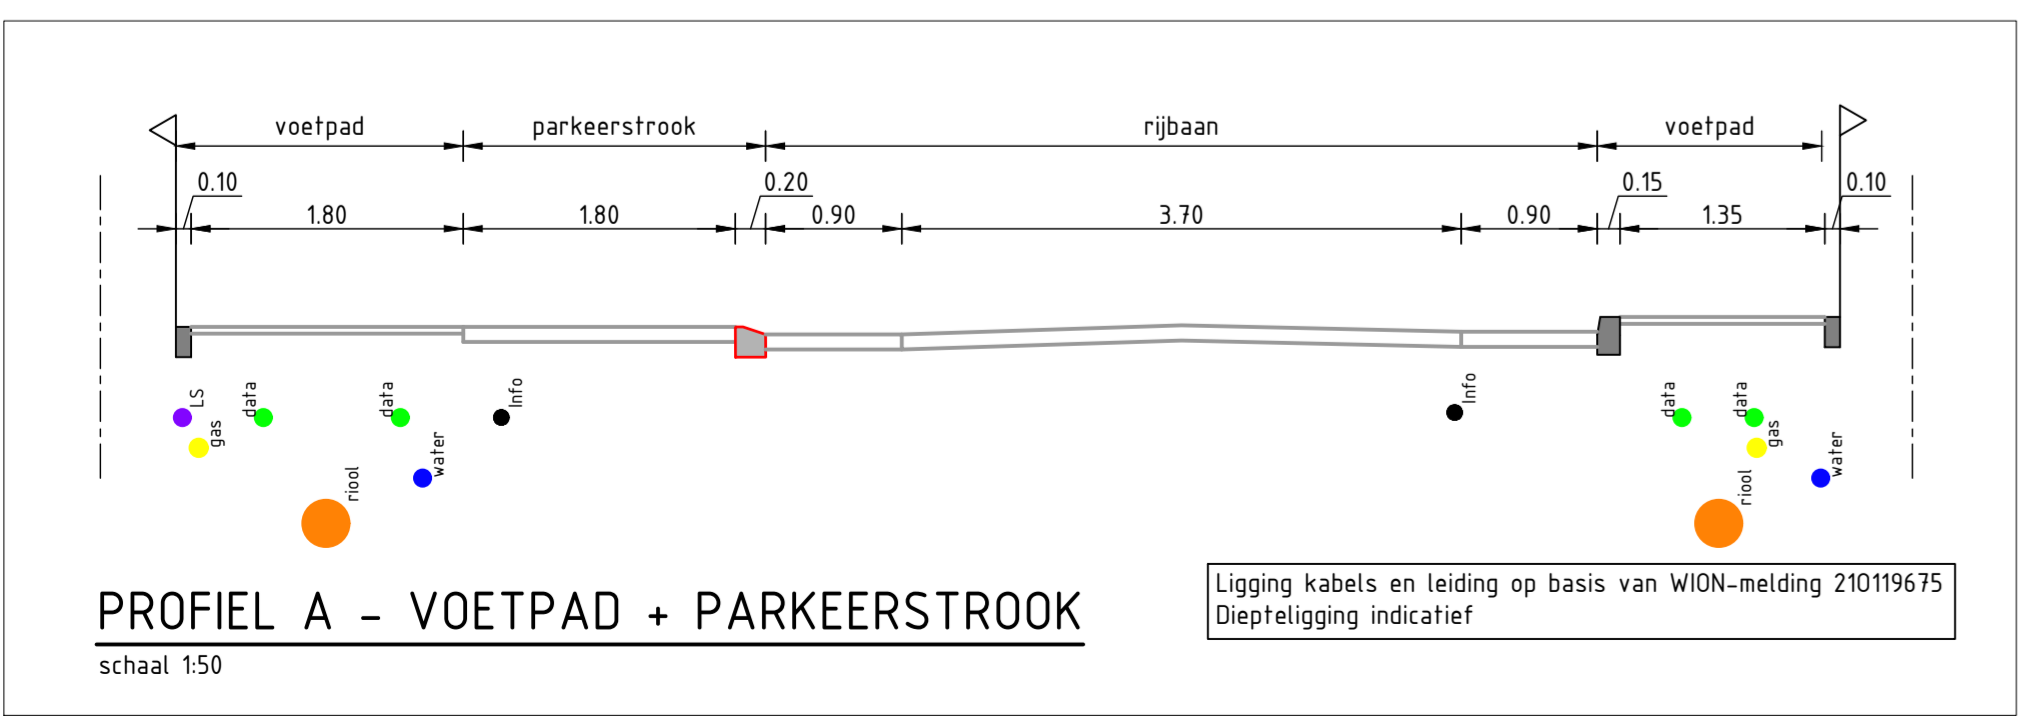 voetpad parkeerstrook rijbaan voetpad
0.10 0.20 0.15 0.10
1.80 1.80 0.90 3.70 0.90 1.35
LS data data Info Info data data
gas water gas water
riool riool
PROFIEL A - VOETPAD + PARKEERSTROOK
schaal 1:50
Ligging kabels en leiding op basis van WION-melding 210119675
Diepteligging indicatief